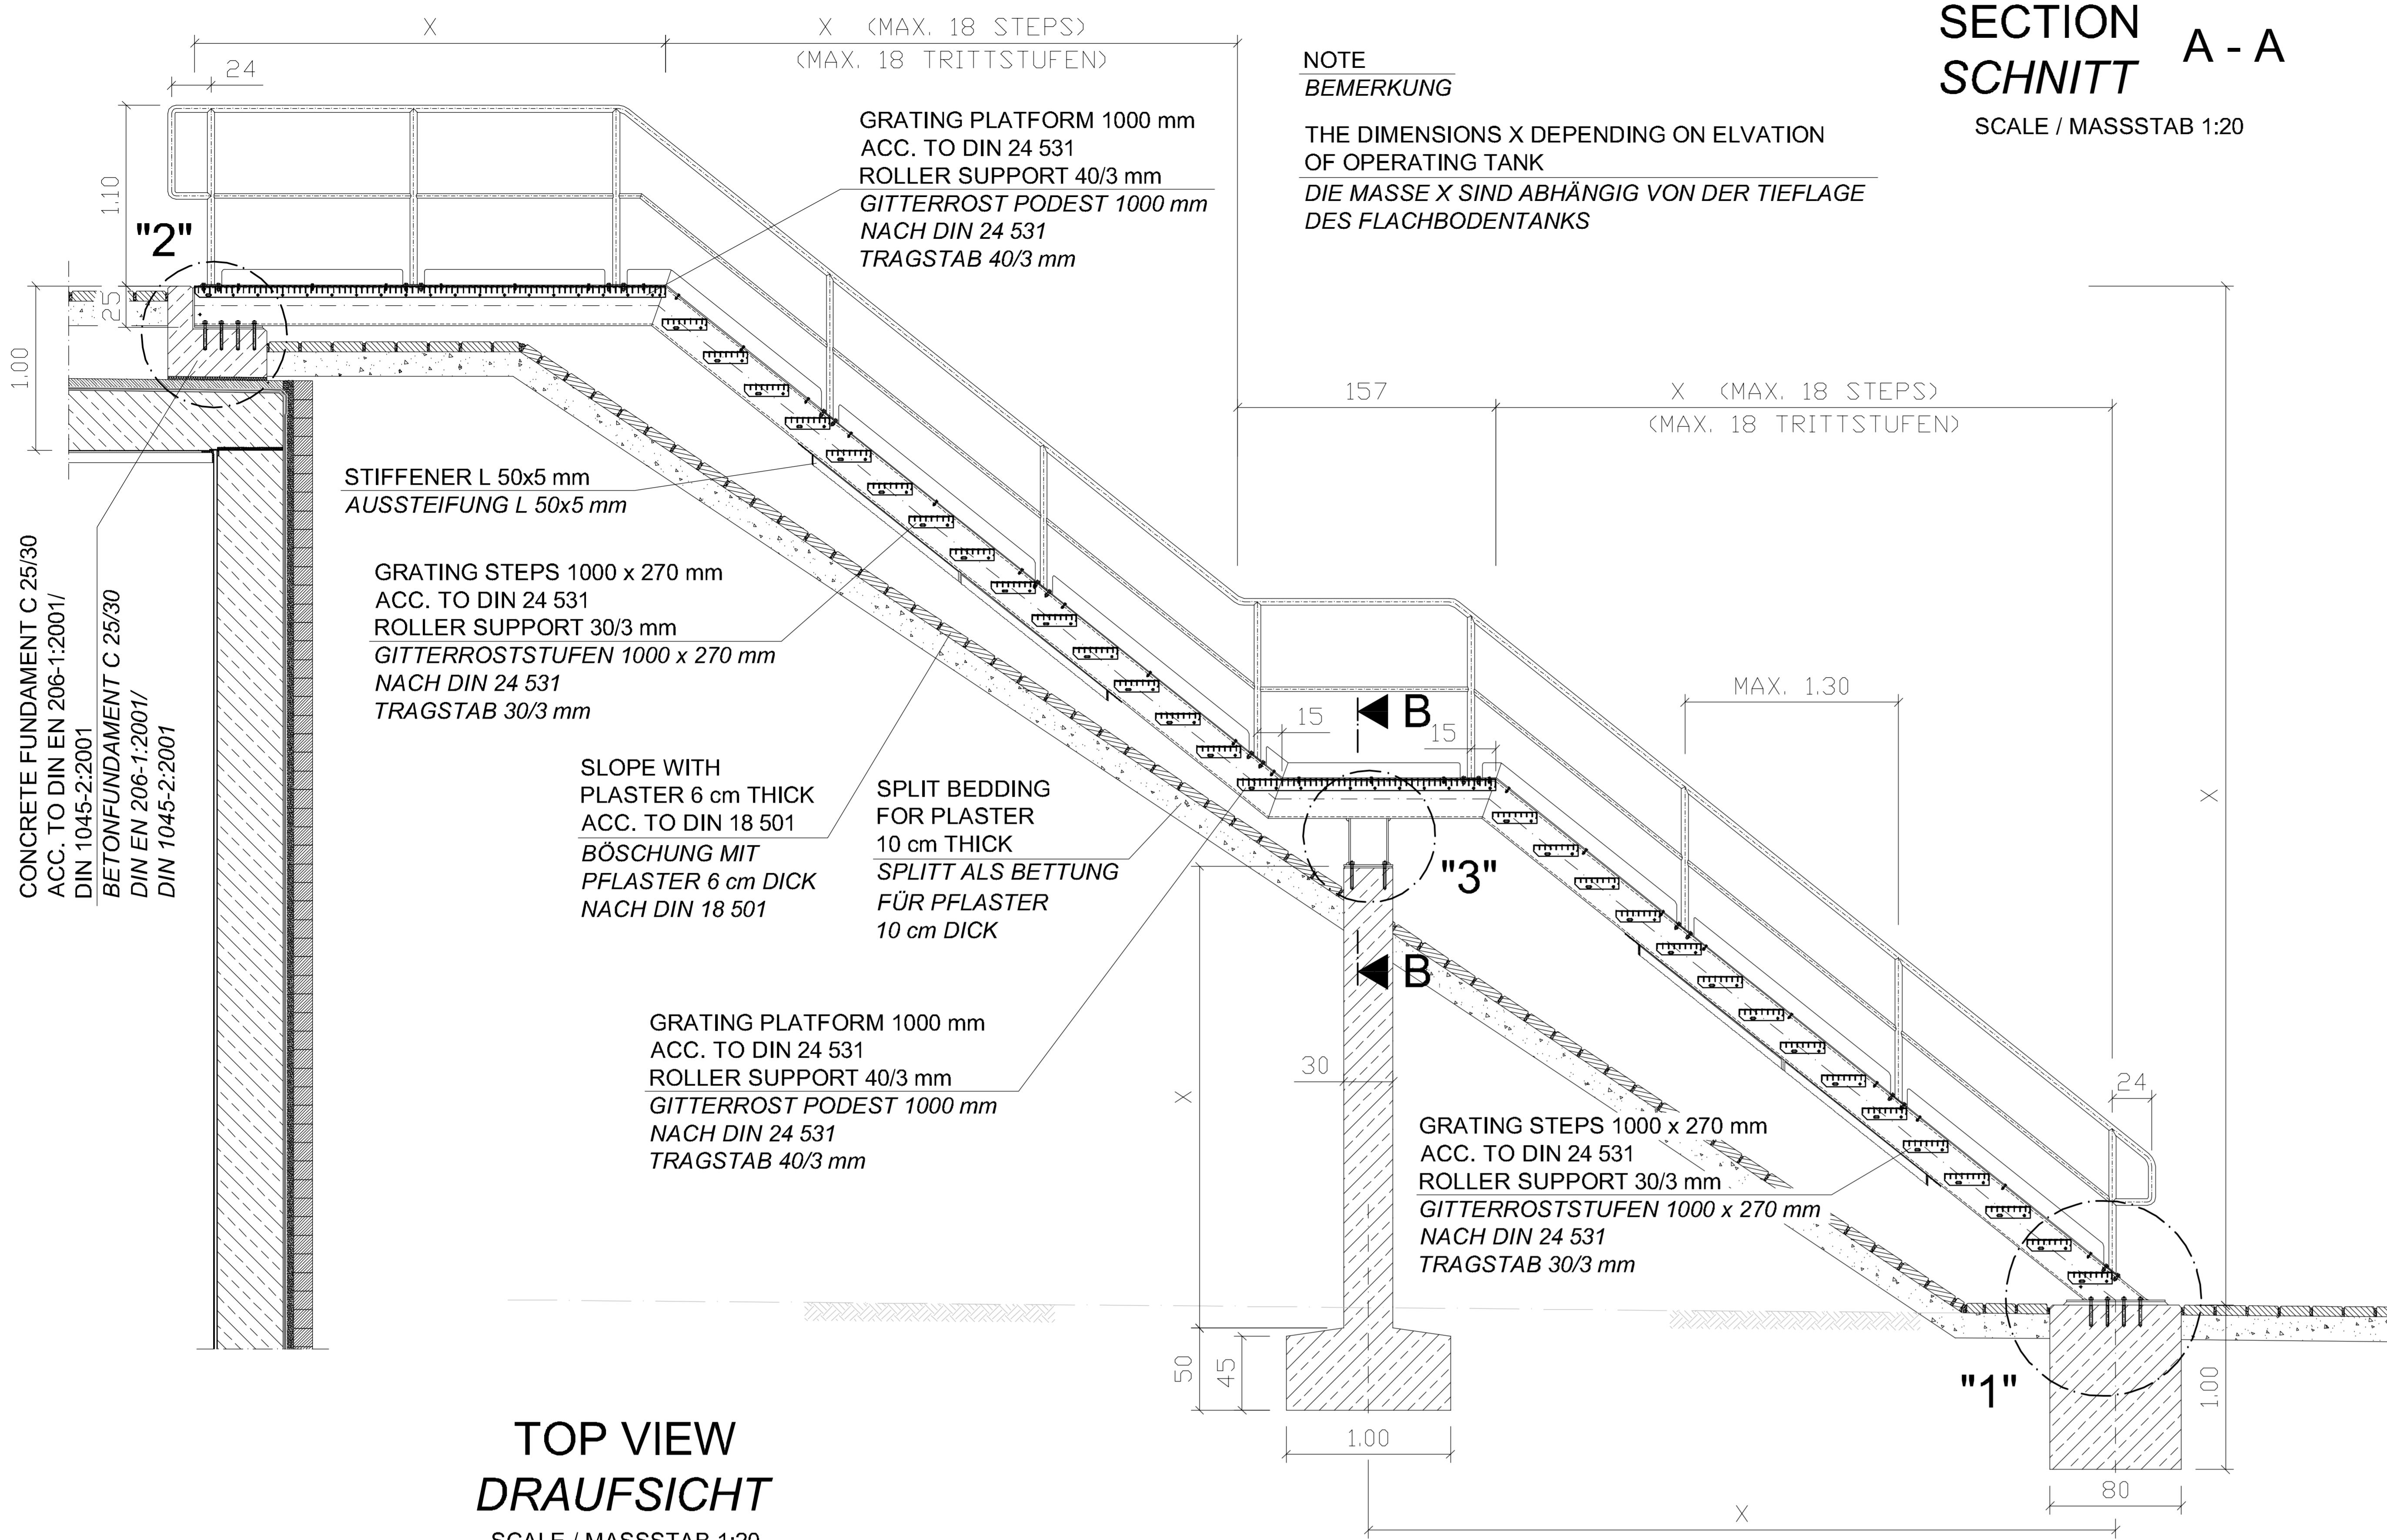 X
X (MAX. 18 STEPS)
(MAX. 18 TRITTSTUFEN)
24
1.10
25
1.00
"2"
NOTE
BEMERKUNG
THE DIMENSIONS X DEPENDING ON ELVATION
OF OPERATING TANK
DIE MASSE X SIND ABHÄNGIG VON DER TIEFLAGE
DES FLACHBODENTANKS
SECTION
SCHNITT
A - A
SCALE / MASSSTAB 1:20
GRATING PLATFORM 1000 mm
ACC. TO DIN 24 531
ROLLER SUPPORT 40/3 mm
GITTERROST PODEST 1000 mm
NACH DIN 24 531
TRAGSTAB 40/3 mm
157
X (MAX. 18 STEPS)
(MAX. 18 TRITTSTUFEN)
STIFFENER L 50x5 mm
AUSSTEIFUNG L 50x5 mm
GRATING STEPS 1000 x 270 mm
ACC. TO DIN 24 531
ROLLER SUPPORT 30/3 mm
GITTERROSTSTUFEN 1000 x 270 mm
NACH DIN 24 531
TRAGSTAB 30/3 mm
CONCRETE FUNDAMENT C 25/30
ACC. TO DIN EN 206-1:2001/
DIN 1045-2:2001
BETONFUNDAMENT C 25/30
DIN EN 206-1:2001/
DIN 1045-2:2001
SLOPE WITH
PLASTER 6 cm THICK
ACC. TO DIN 18 501
BÖSCHUNG MIT
PFLASTER 6 cm DICK
NACH DIN 18 501
SPLIT BEDDING
FOR PLASTER
10 cm THICK
SPLITT ALS BETTUNG
FÜR PFLASTER
10 cm DICK
15
B
15
MAX. 1.30
X
"3"
B
GRATING PLATFORM 1000 mm
ACC. TO DIN 24 531
ROLLER SUPPORT 40/3 mm
GITTERROST PODEST 1000 mm
NACH DIN 24 531
TRAGSTAB 40/3 mm
30
X
24
GRATING STEPS 1000 x 270 mm
ACC. TO DIN 24 531
ROLLER SUPPORT 30/3 mm
GITTERROSTSTUFEN 1000 x 270 mm
NACH DIN 24 531
TRAGSTAB 30/3 mm
50
45
1.00
"1"
1.00
80
X
TOP VIEW
DRAUFSICHT
SCALE / MASSSTAB 1:20